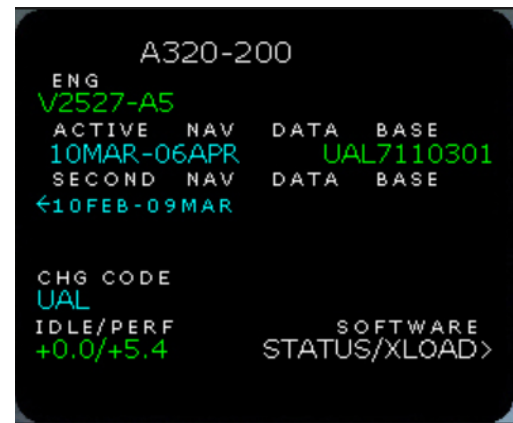 A320-200
ENG
V2527-A5
ACTIVE NAV DATA BASE
10MAR-06APR UAL7110301
SECOND NAV DATA BASE
←10FEB-09MAR
CHG CODE
UAL
IDLE/PERF SOFTWARE
+0.0/+5.4 STATUS/XLOAD>